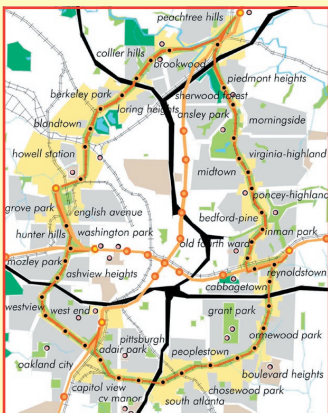 peachtree hills
collier hills
brookwood
piedmont heights
sherwood forest
berkeley park
loring heights
ansley park
morningside
blandtown
howell station
virginia-highland
midtown
poncey-highland
grove park
english avenue
bedford-pine
washington park
inman park
hunter hills
old fourth ward
mozley park
ashview heights
reynoldstown
cabbagetown
westview
west end
grant park
ormewood park
pittsburgh
adair park
peoplestown
oakland city
boulevard heights
capitol view
chosewood park
cv manor
south atlanta